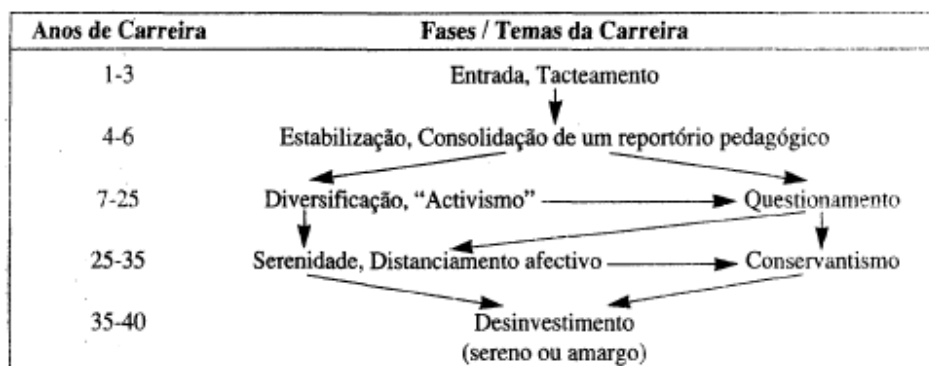 Anos de Carreira Fases / Temas da Carreira
1-3 Entrada, Tacteamento
4-6 Estabilização, Consolidação de um reportório pedagógico
7-25 Diversificação, “Activismo” Questionamento
25-35 Serenidade, Distanciamento afectivo Conservantismo
35-40 Desinvestimento
(sereno ou amargo)